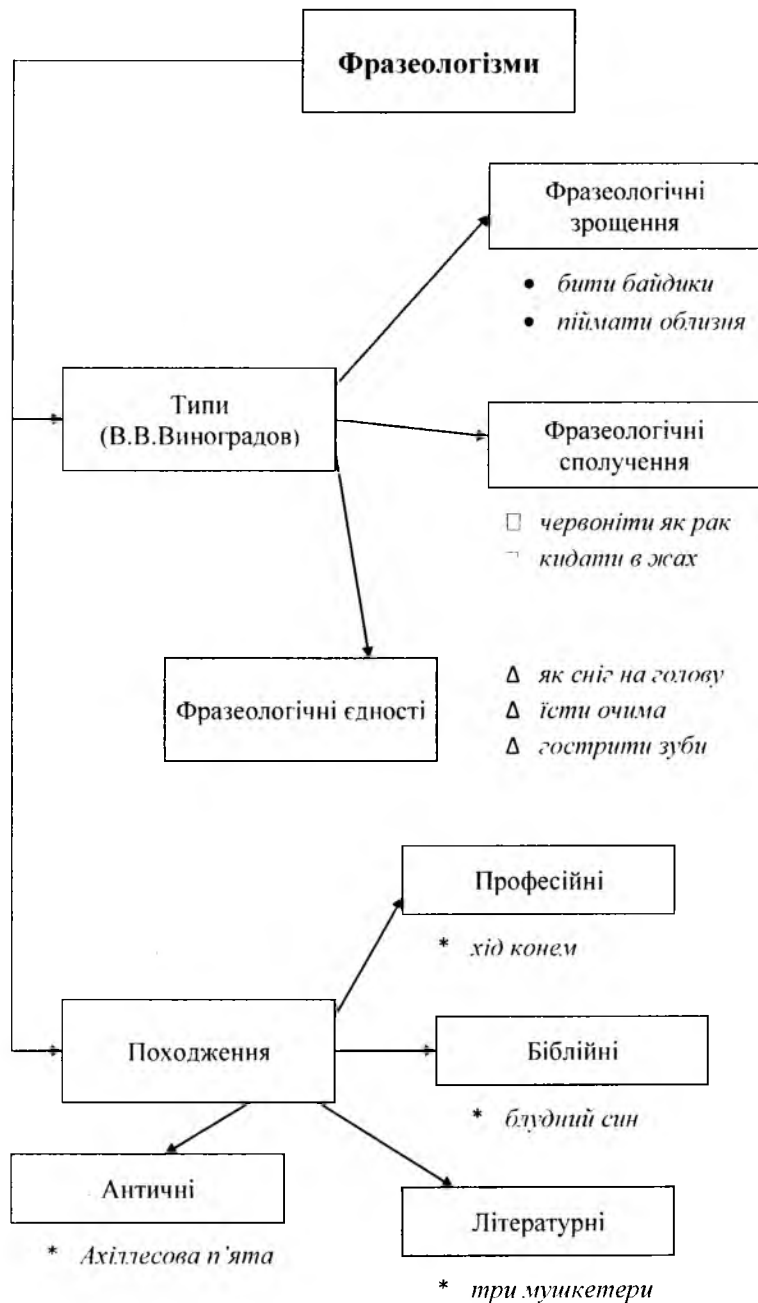 Фразеологізми
Фразеологічні
зрощення
• бити байдики
• піймати облизня
Типи
(В.В.Виноградов)
Фразеологічні
сполучення
червоніти як рак
кидати в жах
Фразеологічні єдності
Δ як сніг на голову
Δ їсти очима
Δ гострити зуби
Професійні
* хід конем
Походження
Біблійні
* блудний син
Античні
* Ахіллесова п’ята
Літературні
* три мушкетери